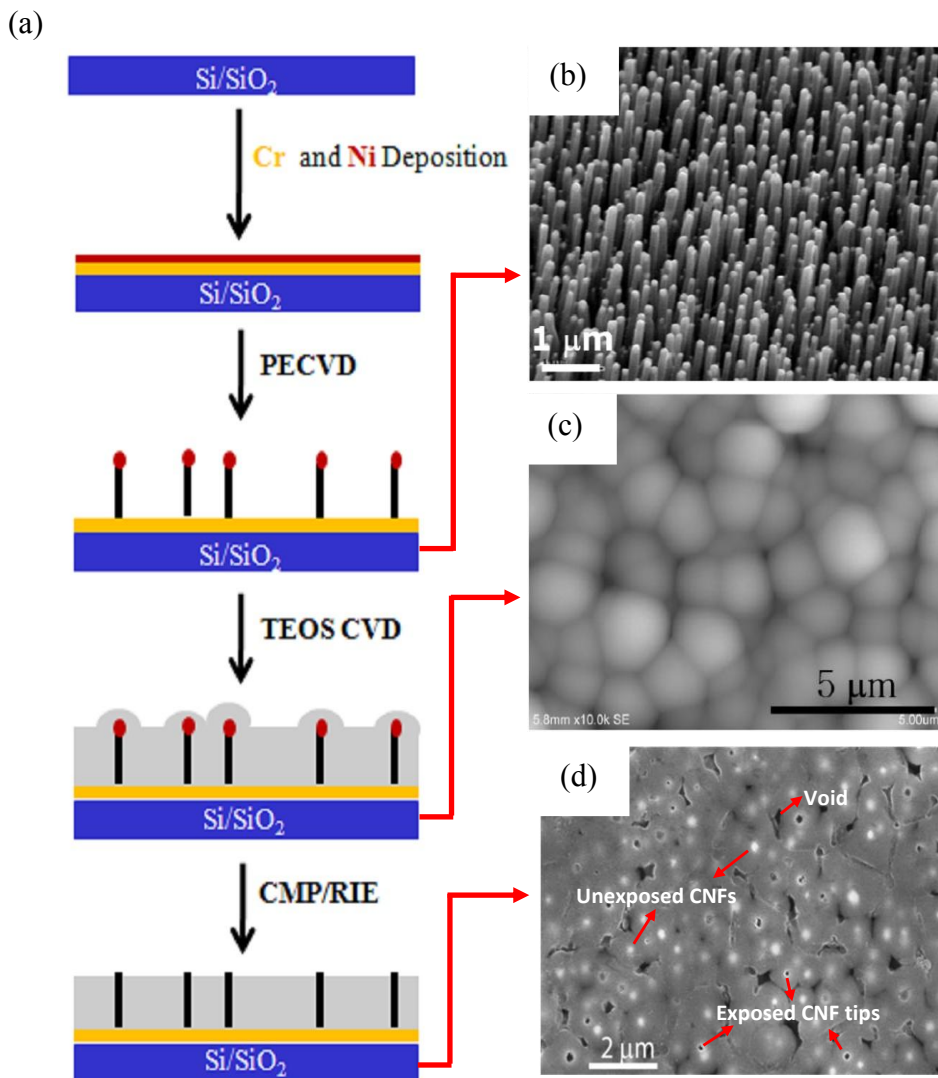 (a)
Si/SiO₂
Cr and Ni Deposition
Si/SiO₂
PECVD
Si/SiO₂
TEOS CVD
Si/SiO₂
CMP/RIE
Si/SiO₂
(b)
1 μm
(c)
5 μm
5.8mm x10.0k SE
5.00um
(d)
Void
Unexposed CNFs
Exposed CNF tips
2 μm